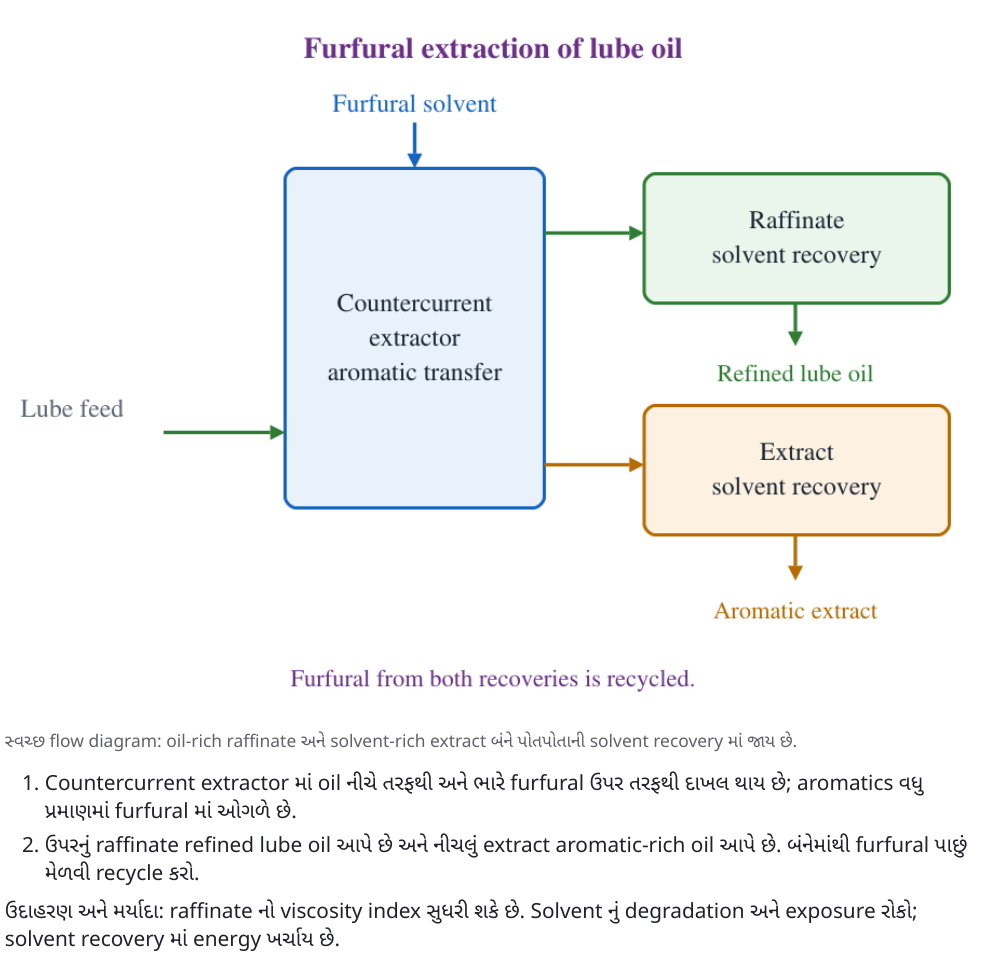 Furfural extraction of lube oil
Furfural solvent
Raffinate
solvent recovery
Countercurrent
extractor
aromatic transfer
Refined lube oil
Lube feed
Extract
solvent recovery
Aromatic extract
Furfural from both recoveries is recycled.
સ્વચ્છ flow diagram: oil-rich raffinate અને solvent-rich extract બંને પોતપોતાની solvent recovery માં જાય છે.
1. Countercurrent extractor માં oil નીચે તરફથી અને ભારે furfural ઉપર તરફથી દાખલ થાય છે; aromatics વધુ
પ્રમાણમાં furfural માં ઓગળે છે.
2. ઉપરનું raffinate refined lube oil આપે છે અને નીચલું extract aromatic-rich oil આપે છે. બંનેમાંથી furfural પાછું
મેળવી recycle કરો.
ઉદાહરણ અને મર્યાદા: raffinate નો viscosity index સુધરી શકે છે. Solvent નું degradation અને exposure રોકો;
solvent recovery માં energy ખર્ચાય છે.